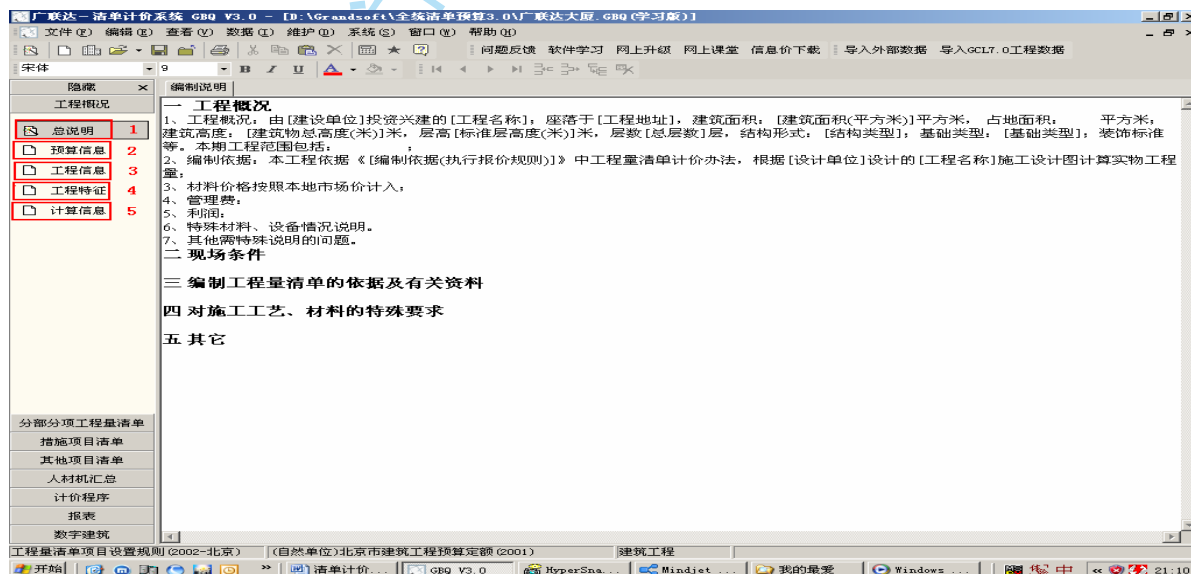 广联达－清单计价系统 GBQ V3.0 - [D:\Grandsoft\全统清单预算3.0\广联达大厦.GBQ(学习版)]
文件(F) 编辑(E) 查看(V) 数据(I) 维护(D) 系统(S) 窗口(W) 帮助(H)
问题反馈 软件学习 网上升级 网上课堂 信息价下载 导入外部数据 导入GCL7.0工程数据
宋体 9 B I U A
隐藏 × 编制说明
工程概况
总说明 1
预算信息 2
工程信息 3
工程特征 4
计算信息 5
一 工程概况
1、工程概况：由[建设单位]投资兴建的[工程名称]；座落于[工程地址]，建筑面积：[建筑面积(平方米)]平方米，占地面积： 平方米；
建筑高度：[建筑物总高度(米)]米，层高[标准层高度(米)]米，层数[总层数]层，结构形式：[结构类型]；基础类型：[基础类型]；装饰标准
等。本期工程范围包括： ；
2、编制依据：本工程依据《[编制依据(执行报价规则)]》中工程量清单计价办法，根据[设计单位]设计的[工程名称]施工设计图计算实物工程
量；
3、材料价格按照本地市场价计入；
4、管理费：
5、利润：
6、特殊材料、设备情况说明。
7、其他需特殊说明的问题。
二 现场条件
三 编制工程量清单的依据及有关资料
四 对施工工艺、材料的特殊要求
五 其它
分部分项工程量清单
措施项目清单
其他项目清单
人材机汇总
计价程序
报表
数字建筑
工程量清单项目设置规则(2002-北京) (自然单位)北京市建筑工程预算定额(2001) 建筑工程
开始 » 清单计价... GBQ V3.0 HyperSna... Mindjet ... 我的最爱 Windows ... 中 « 21:10